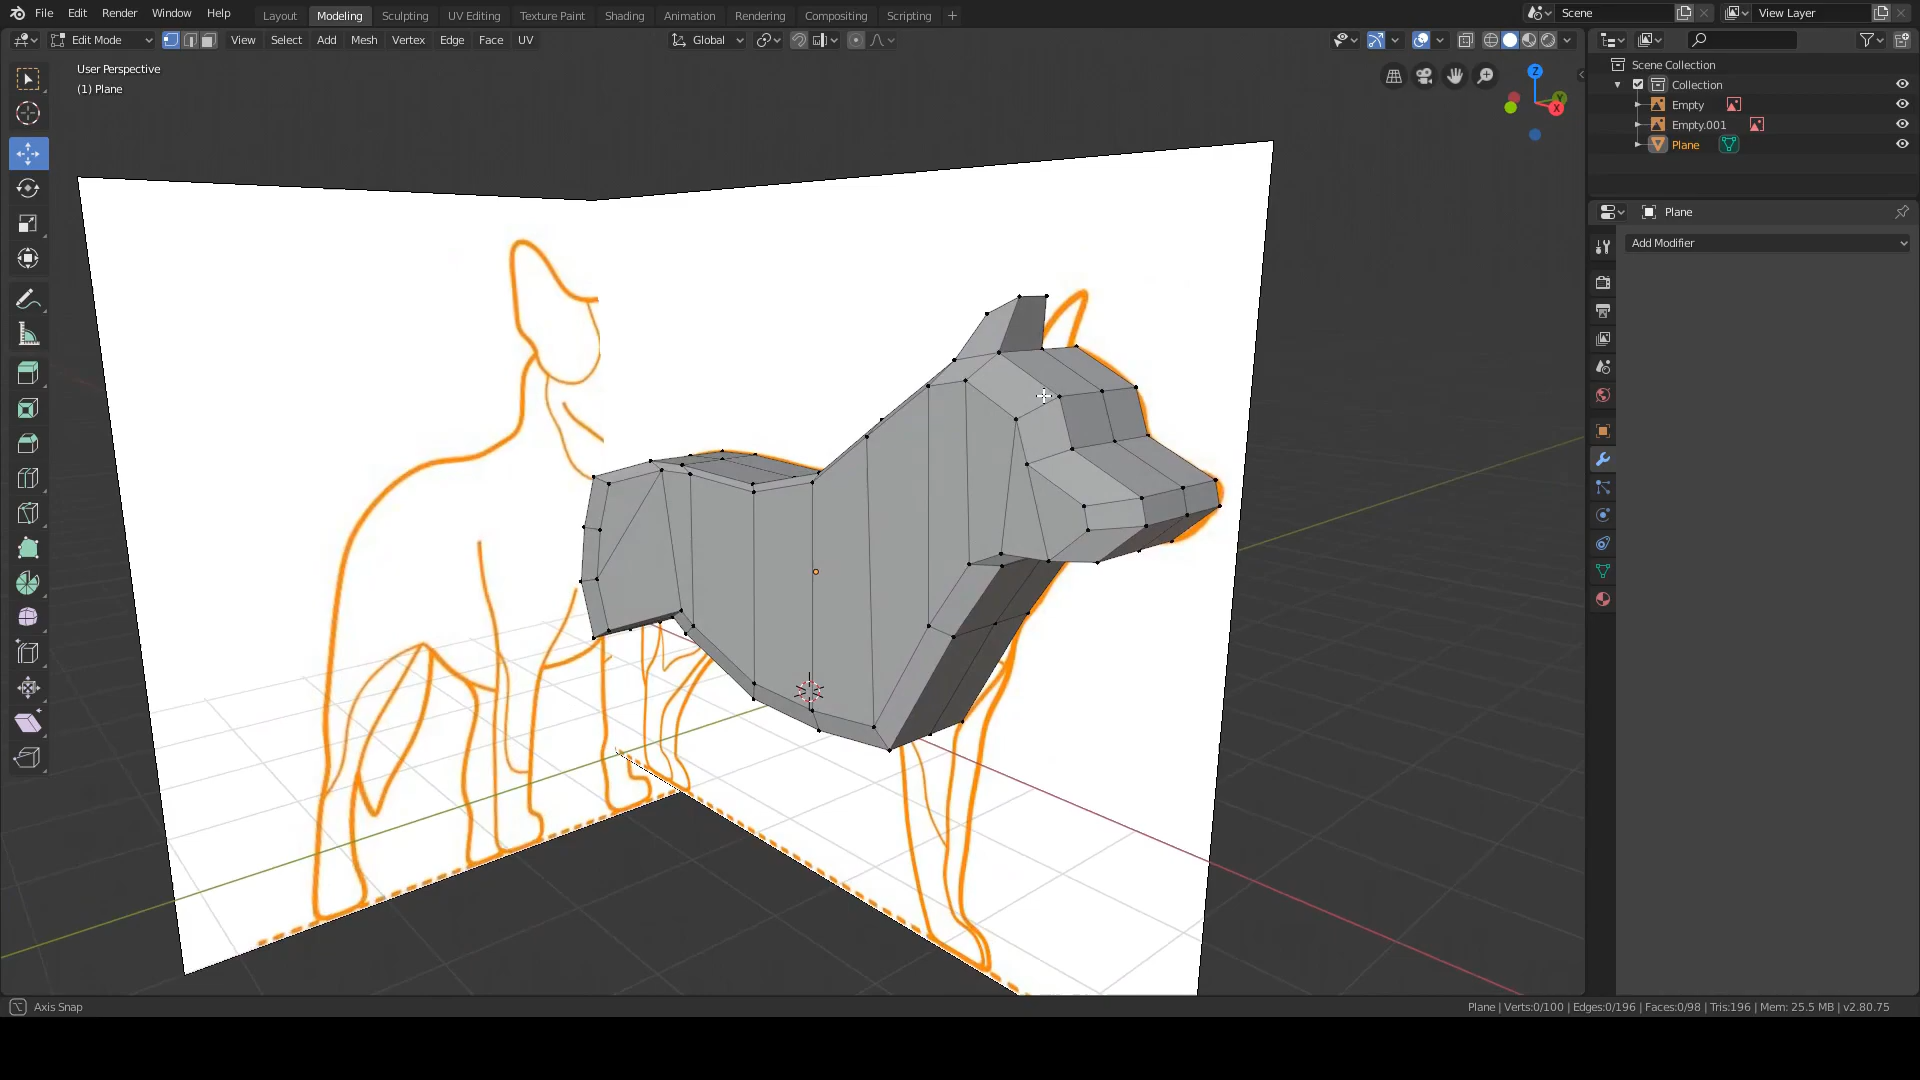 File Edit Render Window Help Layout Modeling Sculpting UV Editing Texture Paint Shading Animation Rendering Compositing Scripting + Scene View Layer
Edit Mode View Select Add Mesh Vertex Edge Face UV Global
User Perspective
(1) Plane
Z
Y
X
Scene Collection
Collection
Empty
Empty.001
Plane
Plane
Add Modifier
Axis Snap
Plane | Verts:0/100 | Edges:0/196 | Faces:0/98 | Tris:196 | Mem: 25.5 MB | v2.80.75